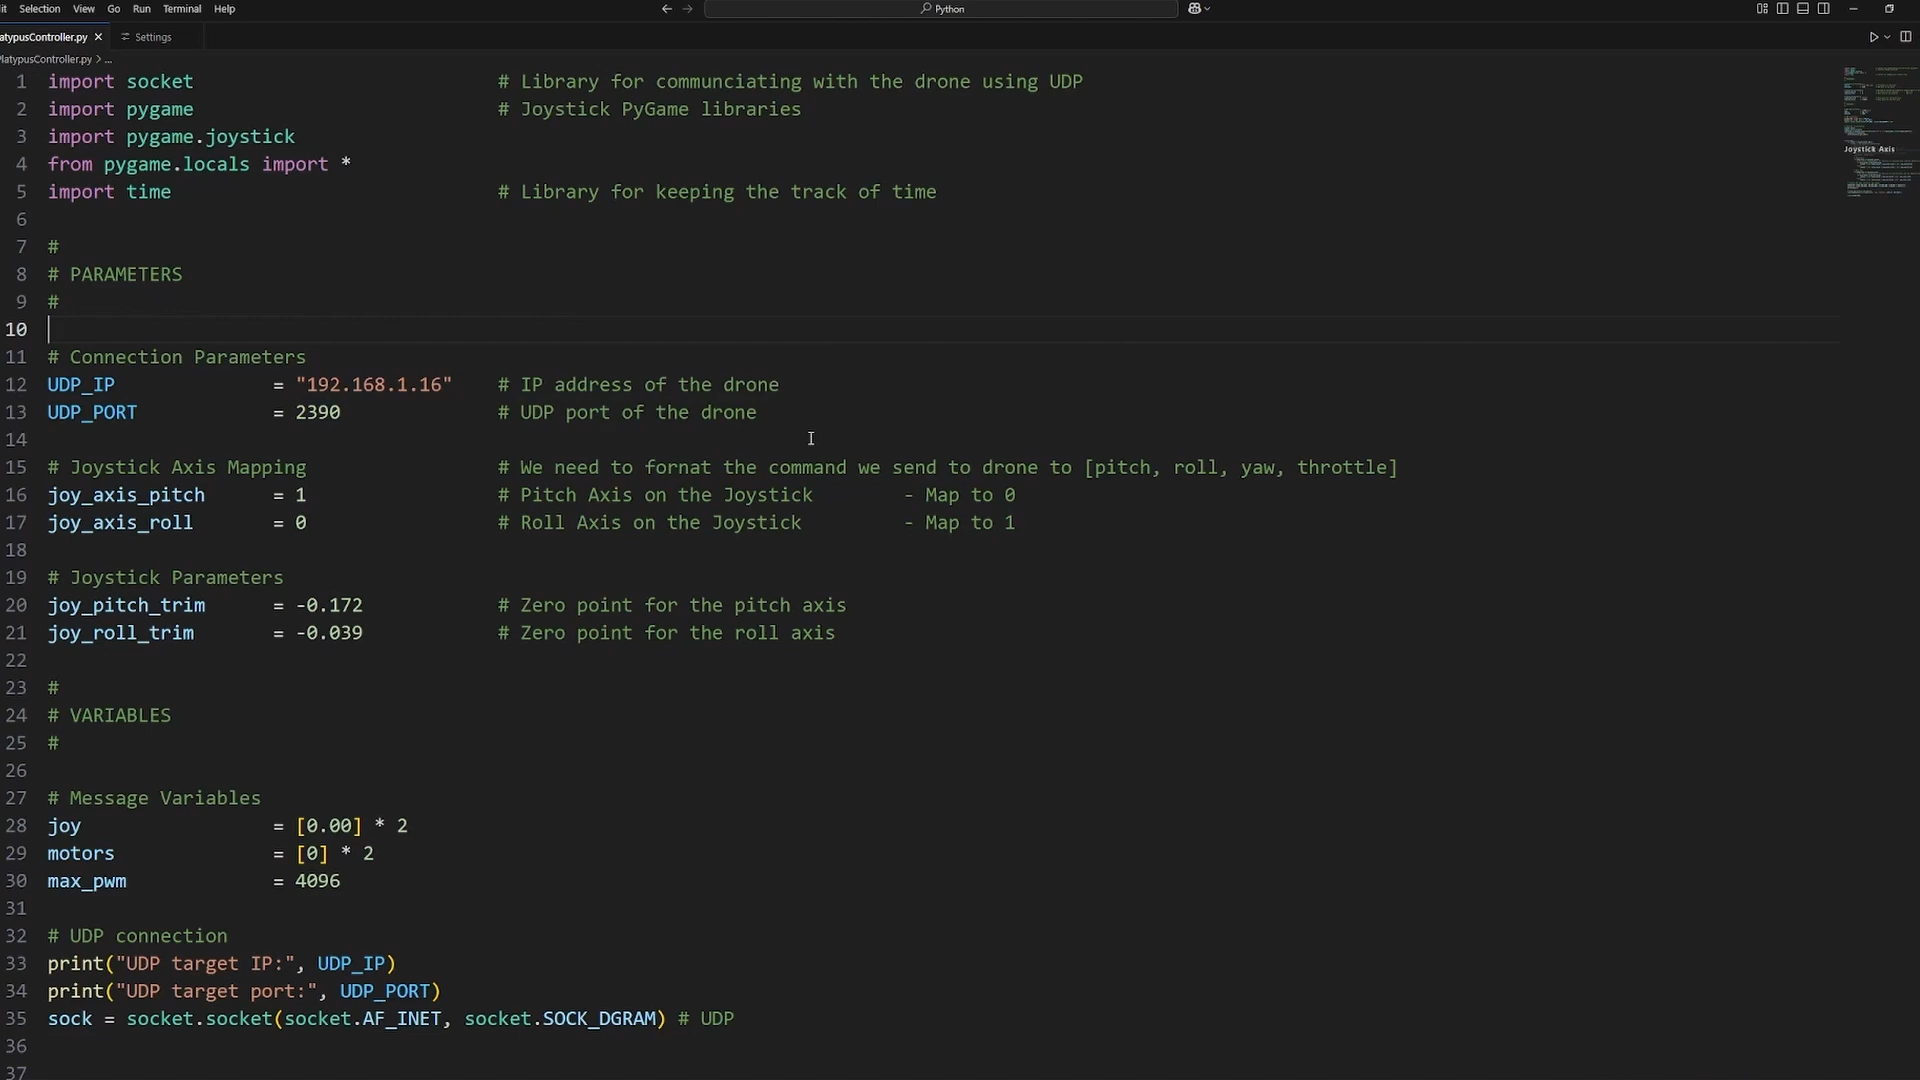 it Selection View Go Run Terminal Help
Python
latypusController.py × Settings
PlatypusController.py > ...
1 import socket # Library for communciating with the drone using UDP
2 import pygame # Joystick PyGame libraries
3 import pygame.joystick
4 from pygame.locals import *
5 import time # Library for keeping the track of time
6
7 #
8 # PARAMETERS
9 #
10
11 # Connection Parameters
12 UDP_IP = "192.168.1.16" # IP address of the drone
13 UDP_PORT = 2390 # UDP port of the drone
14
15 # Joystick Axis Mapping # We need to fornat the command we send to drone to [pitch, roll, yaw, throttle]
16 joy_axis_pitch = 1 # Pitch Axis on the Joystick - Map to 0
17 joy_axis_roll = 0 # Roll Axis on the Joystick - Map to 1
18
19 # Joystick Parameters
20 joy_pitch_trim = -0.172 # Zero point for the pitch axis
21 joy_roll_trim = -0.039 # Zero point for the roll axis
22
23 #
24 # VARIABLES
25 #
26
27 # Message Variables
28 joy = [0.00] * 2
29 motors = [0] * 2
30 max_pwm = 4096
31
32 # UDP connection
33 print("UDP target IP:", UDP_IP)
34 print("UDP target port:", UDP_PORT)
35 sock = socket.socket(socket.AF_INET, socket.SOCK_DGRAM) # UDP
36
37
Joystick Axis